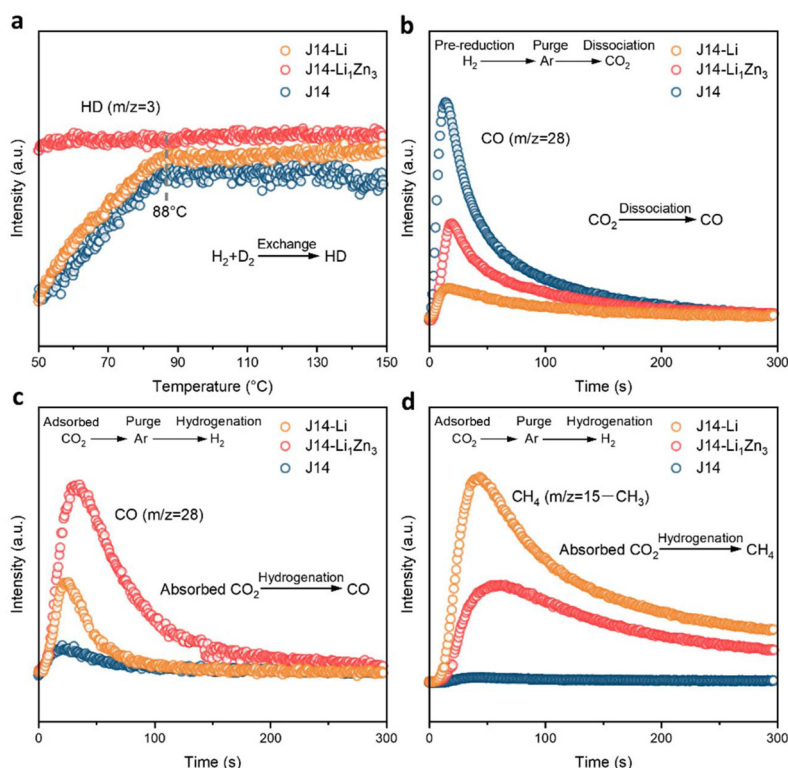 a
J14-Li
J14-Li₁Zn₃
J14
HD (m/z=3)
88°C
Exchange
H₂+D₂ → HD
Intensity (a.u.)
50 70 90 110 130 150
Temperature (°C)
b
Pre-reduction Purge Dissociation
H₂ → Ar → CO₂
J14-Li
J14-Li₁Zn₃
J14
CO (m/z=28)
Dissociation
CO₂ → CO
Intensity (a.u.)
0 100 200 300
Time (s)
c
Adsorbed Purge Hydrogenation
CO₂ → Ar → H₂
J14-Li
J14-Li₁Zn₃
J14
CO (m/z=28)
Hydrogenation
Absorbed CO₂ → CO
Intensity (a.u.)
0 100 200 300
Time (s)
d
Adsorbed Purge Hydrogenation
CO₂ → Ar → H₂
J14-Li
J14-Li₁Zn₃
J14
CH₄ (m/z=15－CH₃)
Hydrogenation
Absorbed CO₂ → CH₄
Intensity (a.u.)
0 100 200 300
Time (s)